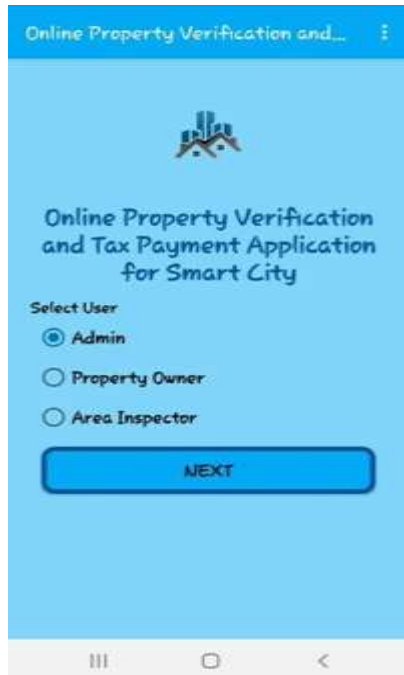 Online Property Verification and...
Online Property Verification
and Tax Payment Application
for Smart City
Select User
Admin
Property Owner
Area Inspector
NEXT